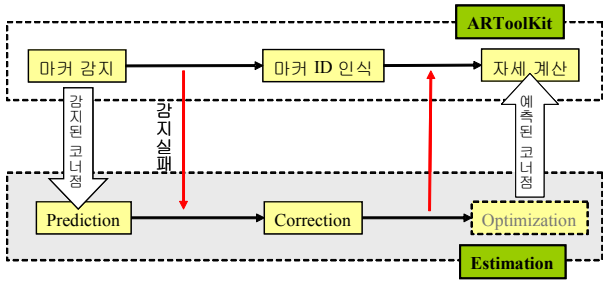 ARToolKit
마커 감지
마커 ID 인식
자세 계산
감지된 코너점
감지실패
예측된 코너점
Prediction
Correction
Optimization
Estimation